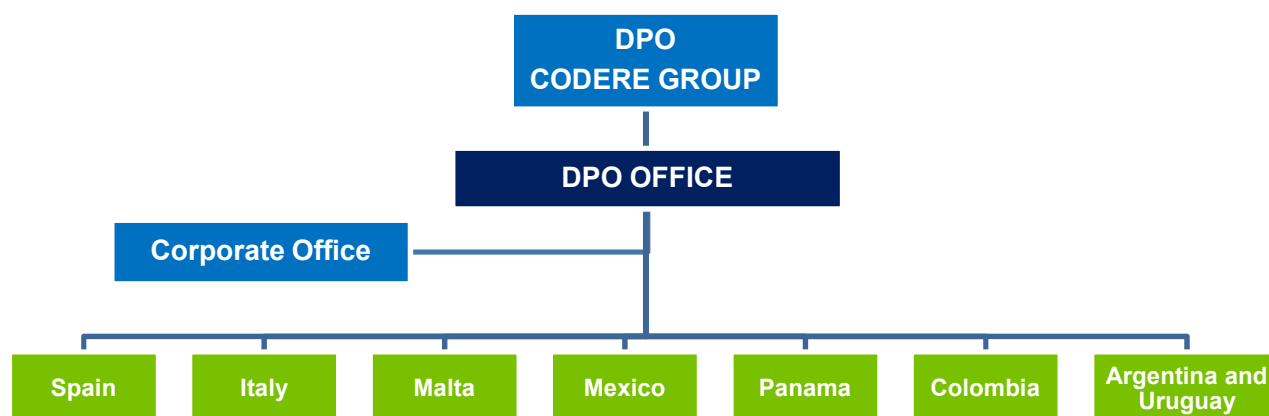 DPO
CODERE GROUP
DPO OFFICE
Corporate Office
Spain
Italy
Malta
Mexico
Panama
Colombia
Argentina and
Uruguay